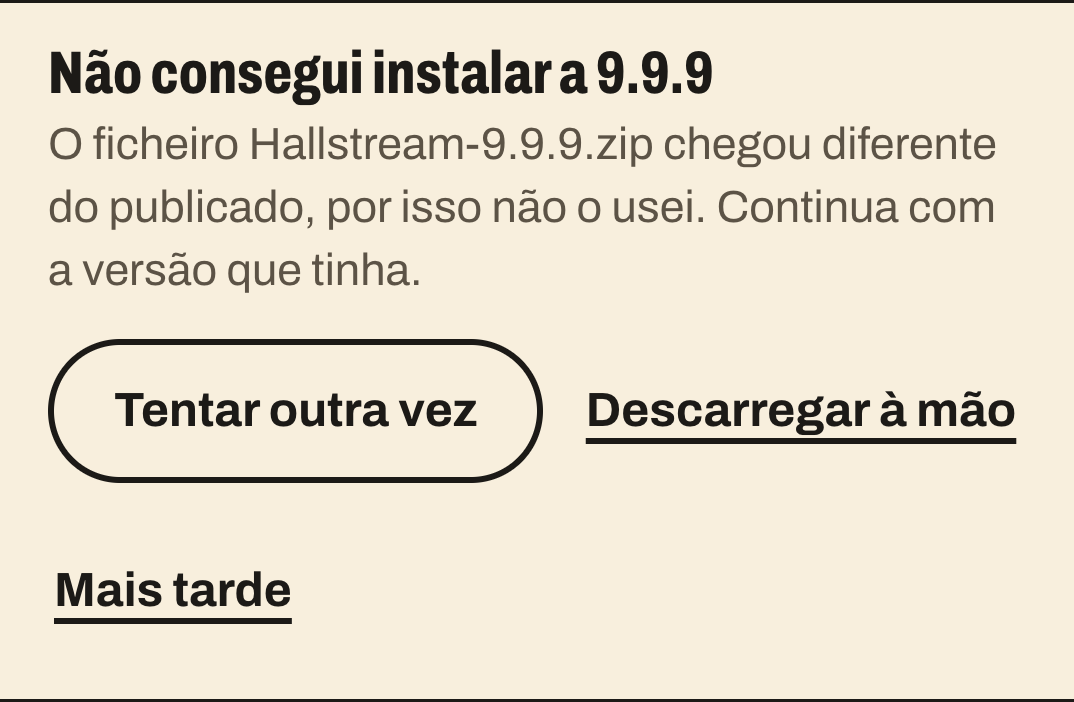 Não consegui instalar a 9.9.9
O ficheiro Hallstream-9.9.9.zip chegou diferente
do publicado, por isso não o usei. Continua com
a versão que tinha.
Tentar outra vez
Descarregar à mão
Mais tarde